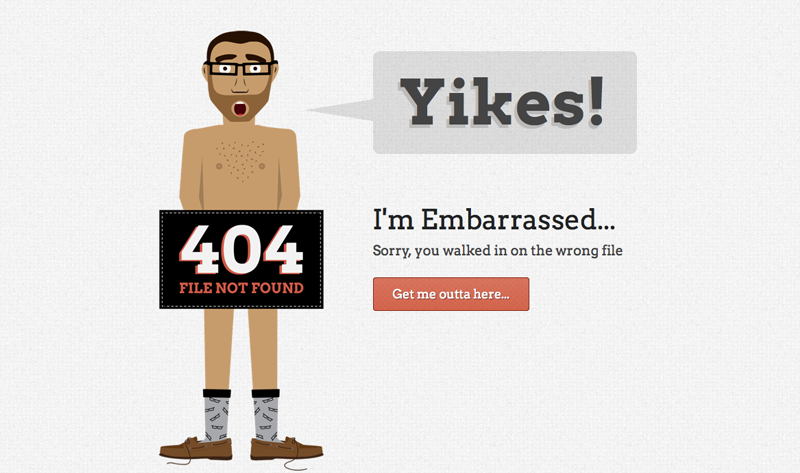 Yikes!
404
FILE NOT FOUND
I'm Embarrassed...
Sorry, you walked in on the wrong file
Get me outta here...